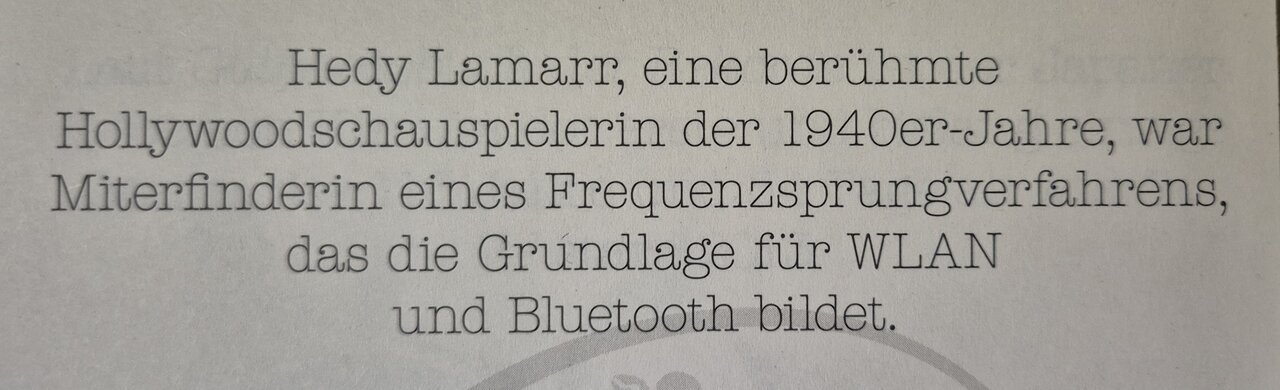 Hedy Lamarr, eine berühmte
Hollywoodschauspielerin der 1940er-Jahre, war
Miterfinderin eines Frequenzsprungverfahrens,
das die Grundlage für WLAN
und Bluetooth bildet.